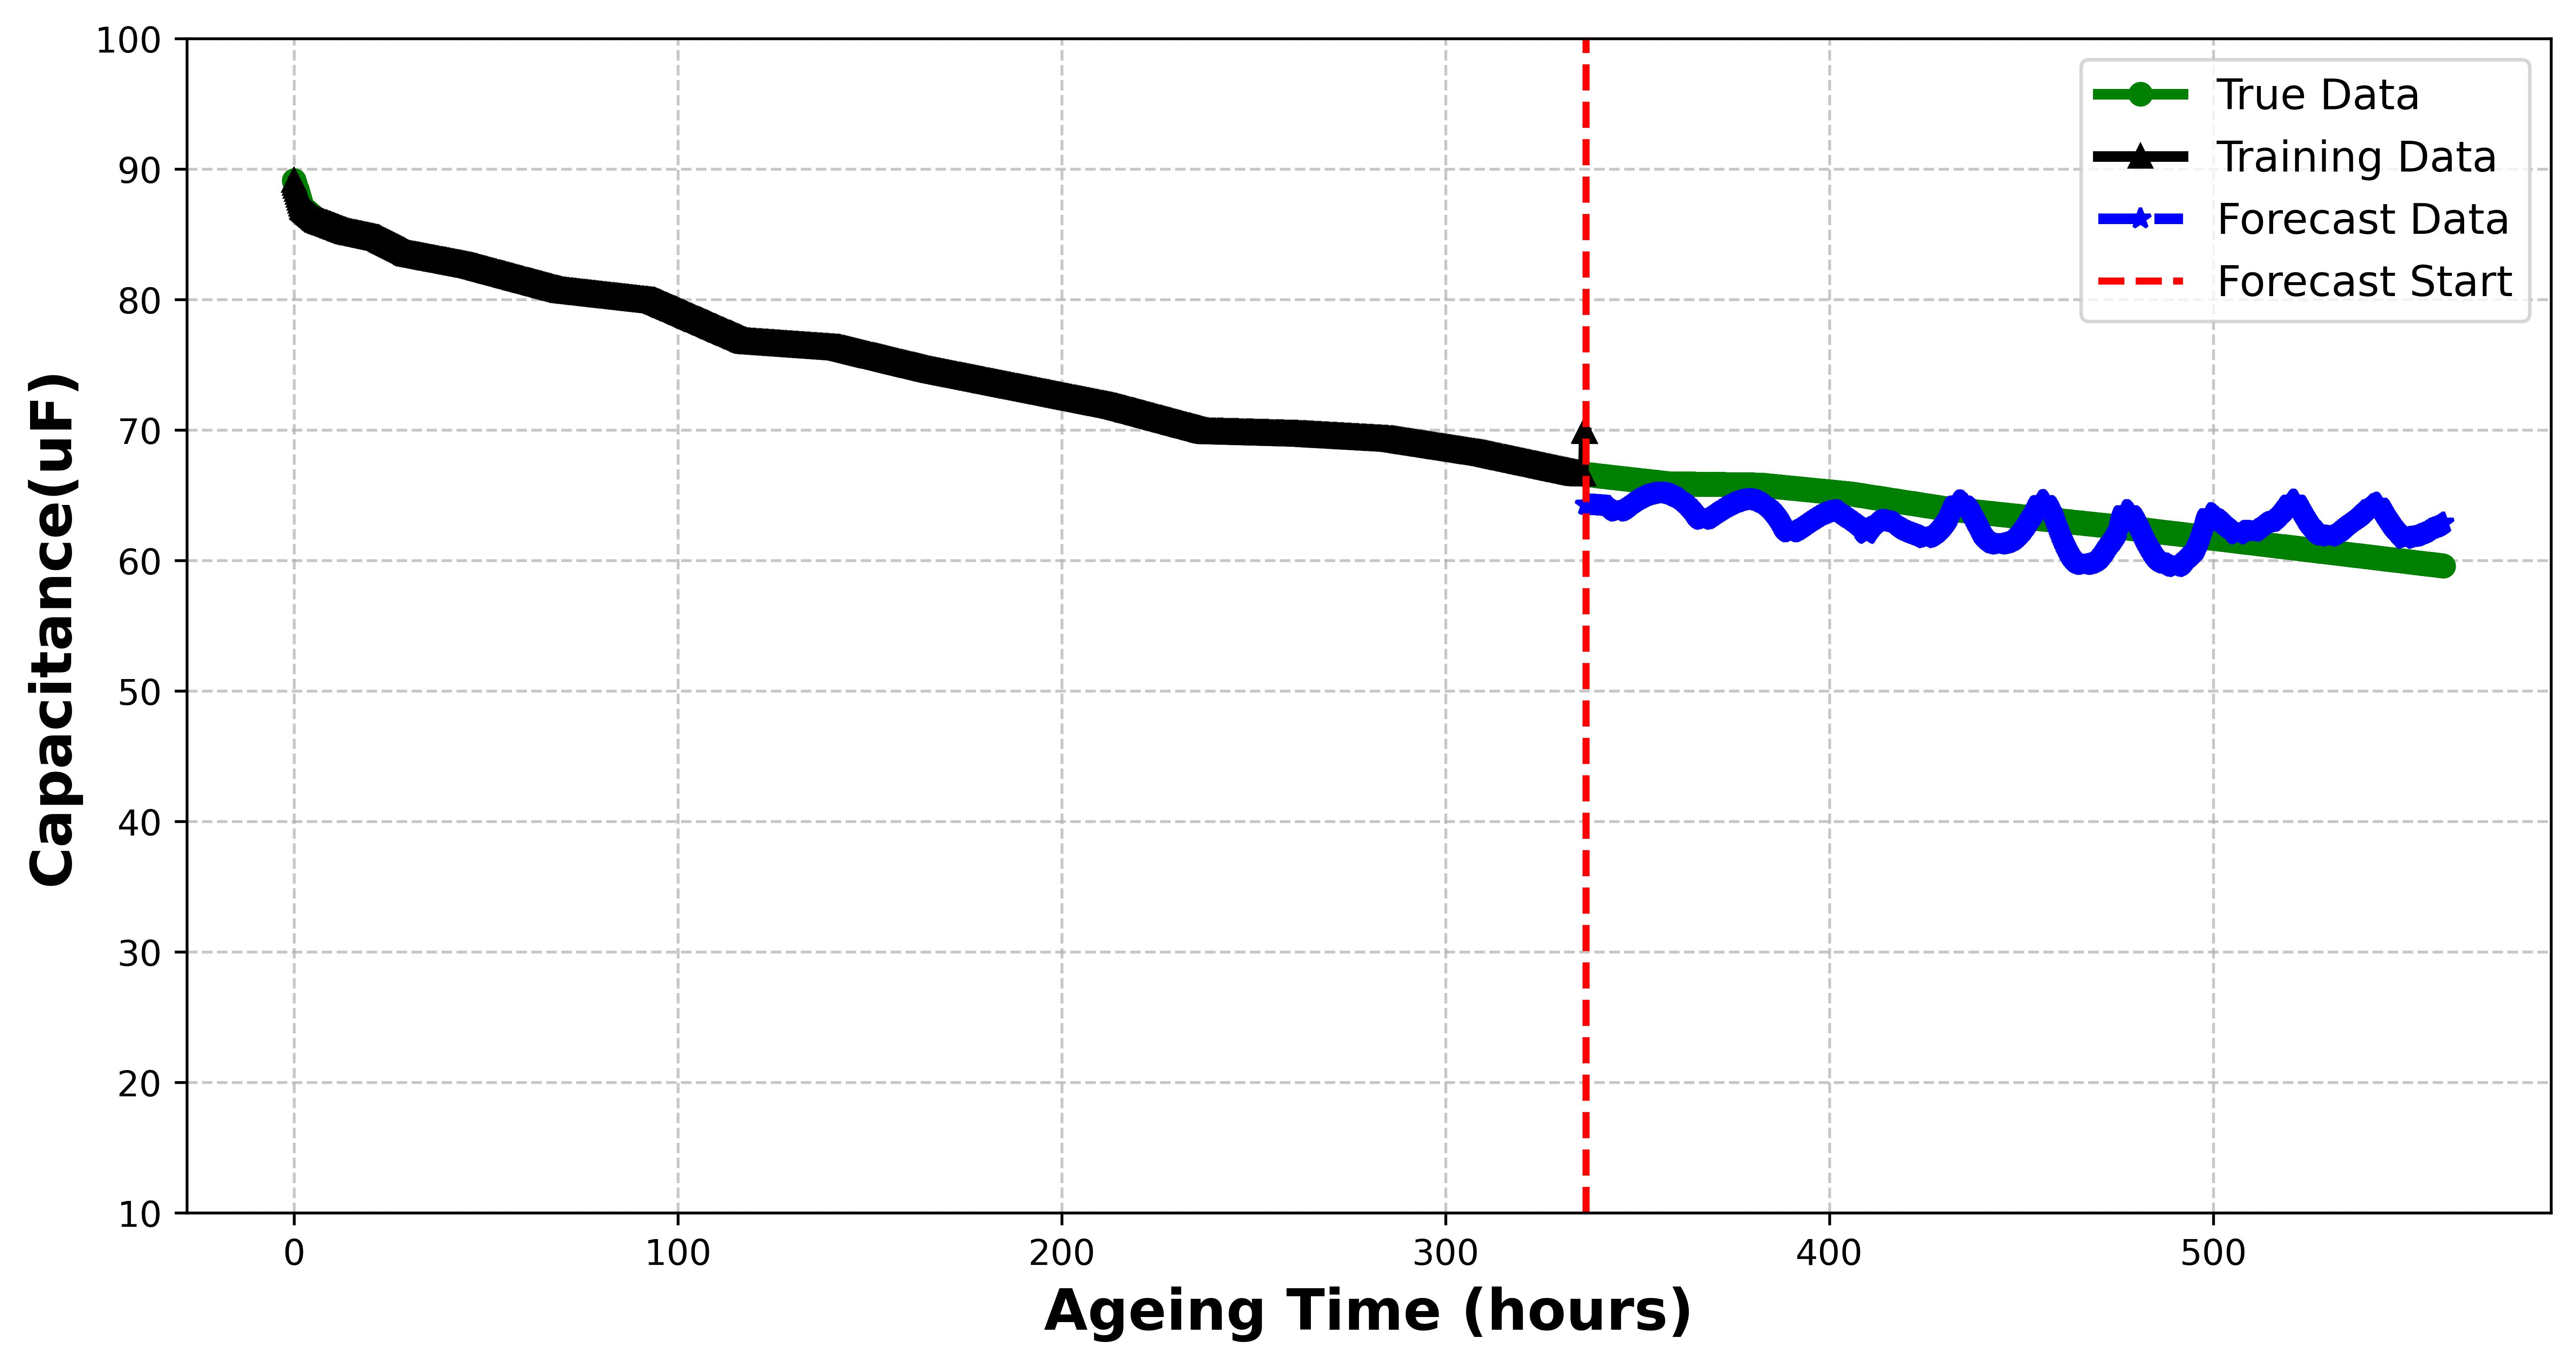 100
90
80
70
60
50
40
30
20
10
Capacitance(uF)
True Data
Training Data
Forecast Data
Forecast Start
0 100 200 300 400 500
Ageing Time (hours)